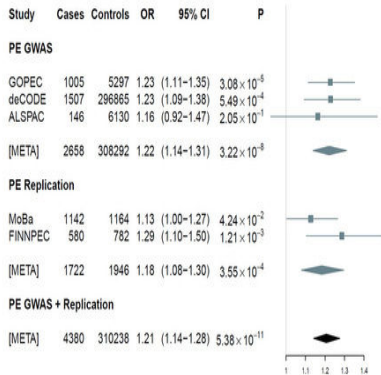 Study Cases Controls OR 95% CI P
PE GWAS
GOPEC 1005 5297 1.23 (1.11−1.35) 3.08×10⁻⁵
deCODE 1507 296865 1.23 (1.09−1.38) 5.49×10⁻⁴
ALSPAC 146 6130 1.16 (0.92−1.47) 2.05×10⁻¹
[META] 2658 308292 1.22 (1.14−1.31) 3.22×10⁻⁸
PE Replication
MoBa 1142 1164 1.13 (1.00−1.27) 4.24×10⁻²
FINNPEC 580 782 1.29 (1.10−1.50) 1.21×10⁻³
[META] 1722 1946 1.18 (1.08−1.30) 3.55×10⁻⁴
PE GWAS + Replication
[META] 4380 310238 1.21 (1.14−1.28) 5.38×10⁻¹¹
1 1.1 1.2 1.3 1.4